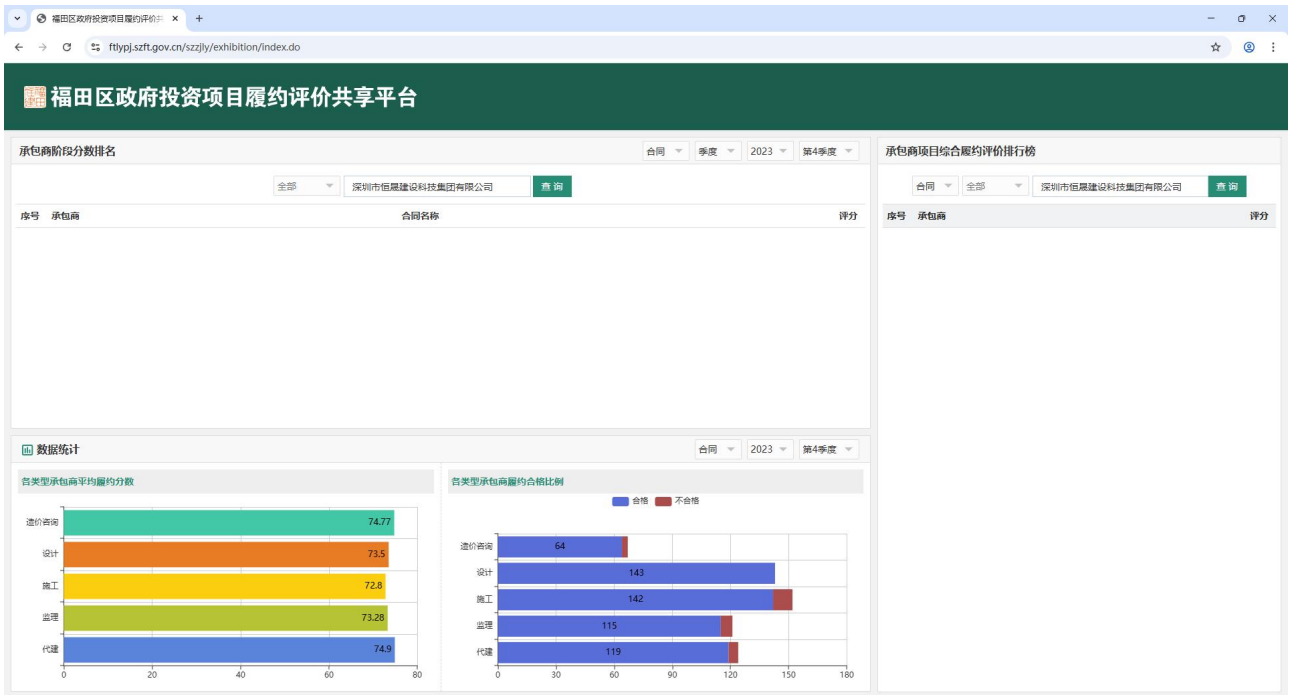 福田区政府投资项目履约评价共
ftlypj.szft.gov.cn/szzjly/exhibition/index.do
福田区政府投资项目履约评价共享平台
承包商阶段分数排名 合同 季度 2023 第4季度
全部 深圳市恒晟建设科技集团有限公司 查询
序号 承包商 合同名称 评分
承包商项目综合履约评价排行榜
合同 全部 深圳市恒晟建设科技集团有限公司 查询
序号 承包商 评分
数据统计 合同 2023 第4季度
各类型承包商平均履约分数
造价咨询 74.77
设计 73.5
施工 72.8
监理 73.28
代建 74.9
0 20 40 60 80
各类型承包商履约合格比例
合格 不合格
造价咨询 64
设计 143
施工 142
监理 115
代建 119
0 30 60 90 120 150 180